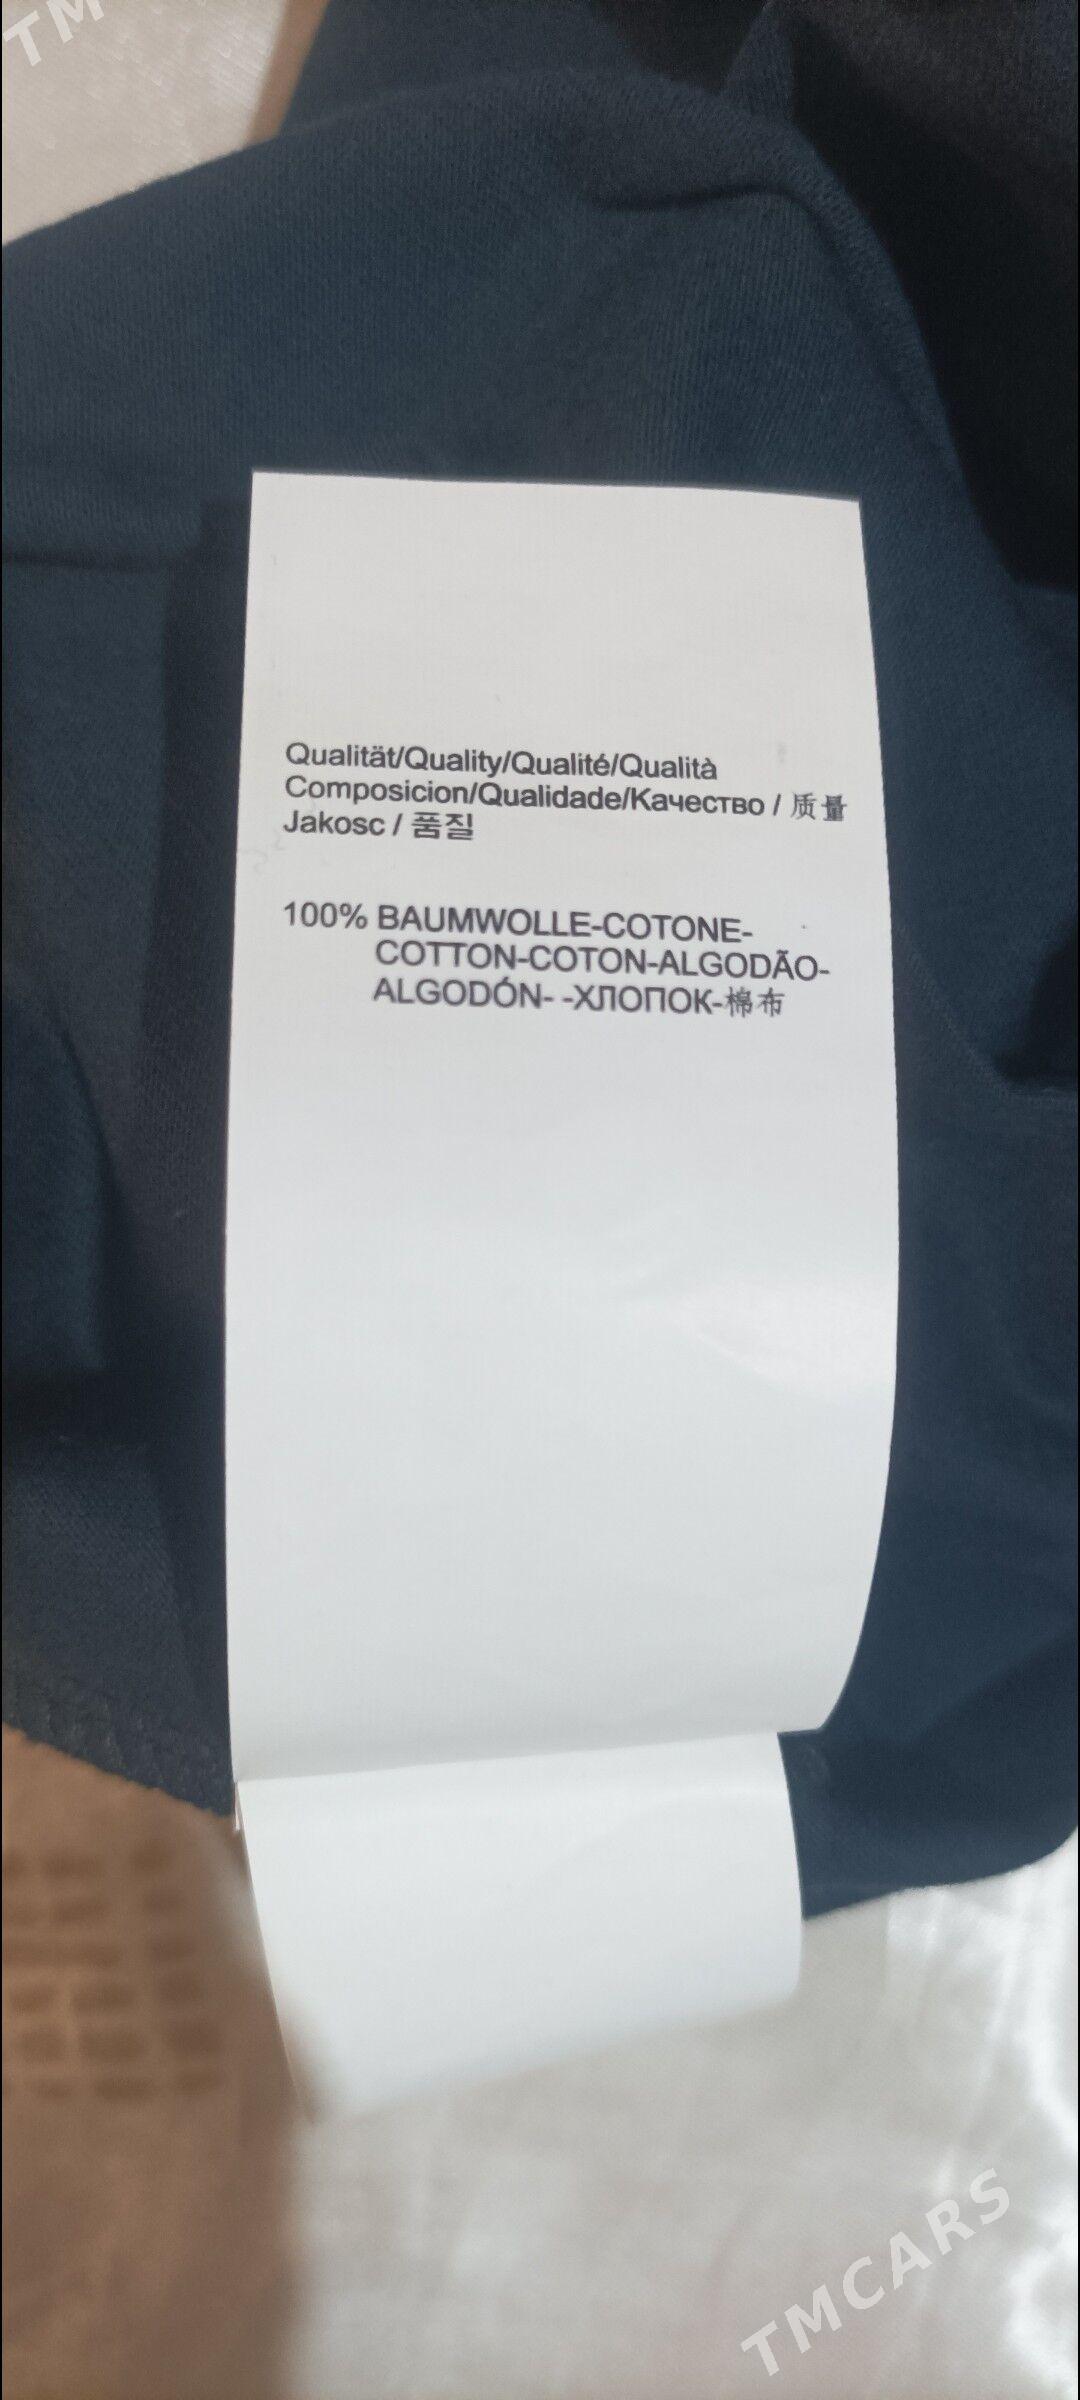 TM
Qualität/Quality/Qualité/Qualità
Composicion/Qualidade/Качество / 质量
Jakosc / 품질
100% BAUMWOLLE-COTONE-
COTTON-COTON-ALGODÃO-
ALGODÓN- -ХЛОПОК-棉布
TMCARS